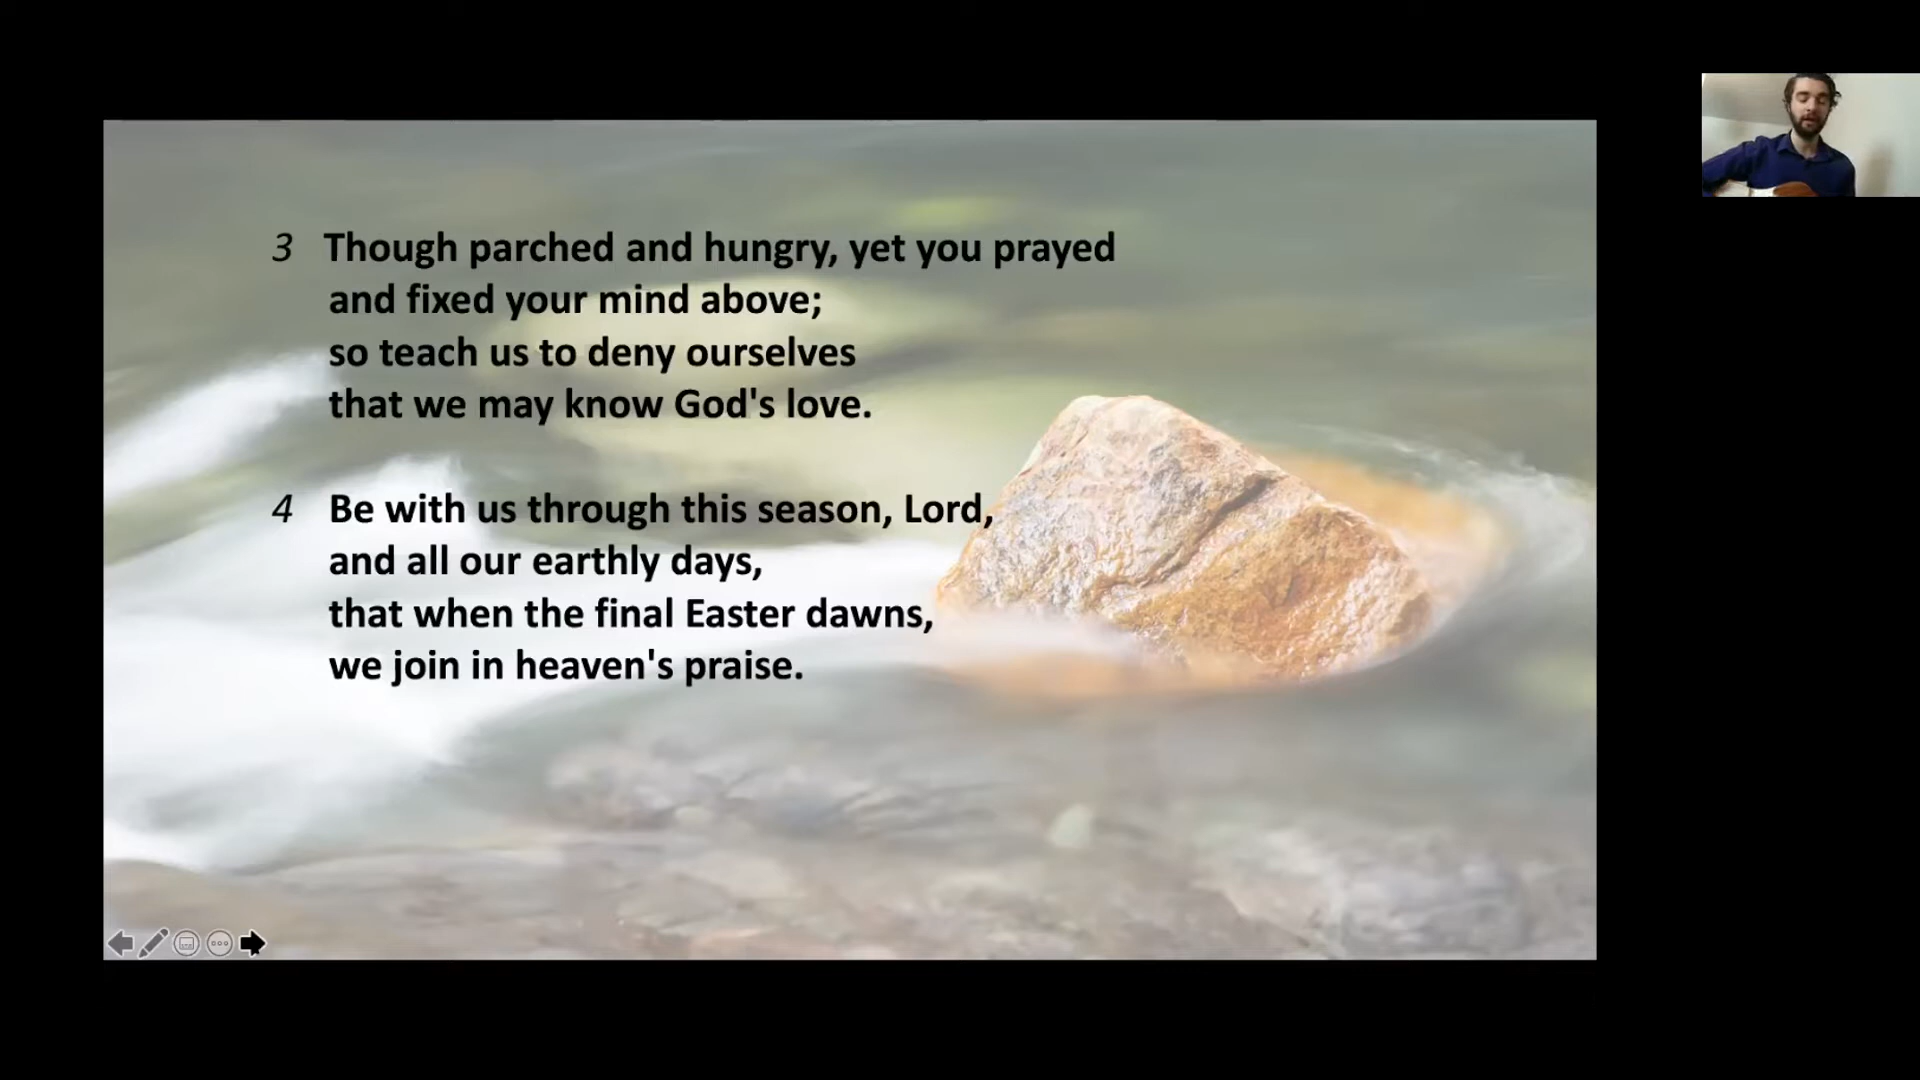 3 Though parched and hungry, yet you prayed
and fixed your mind above;
so teach us to deny ourselves
that we may know God's love.
4 Be with us through this season, Lord,
and all our earthly days,
that when the final Easter dawns,
we join in heaven's praise.